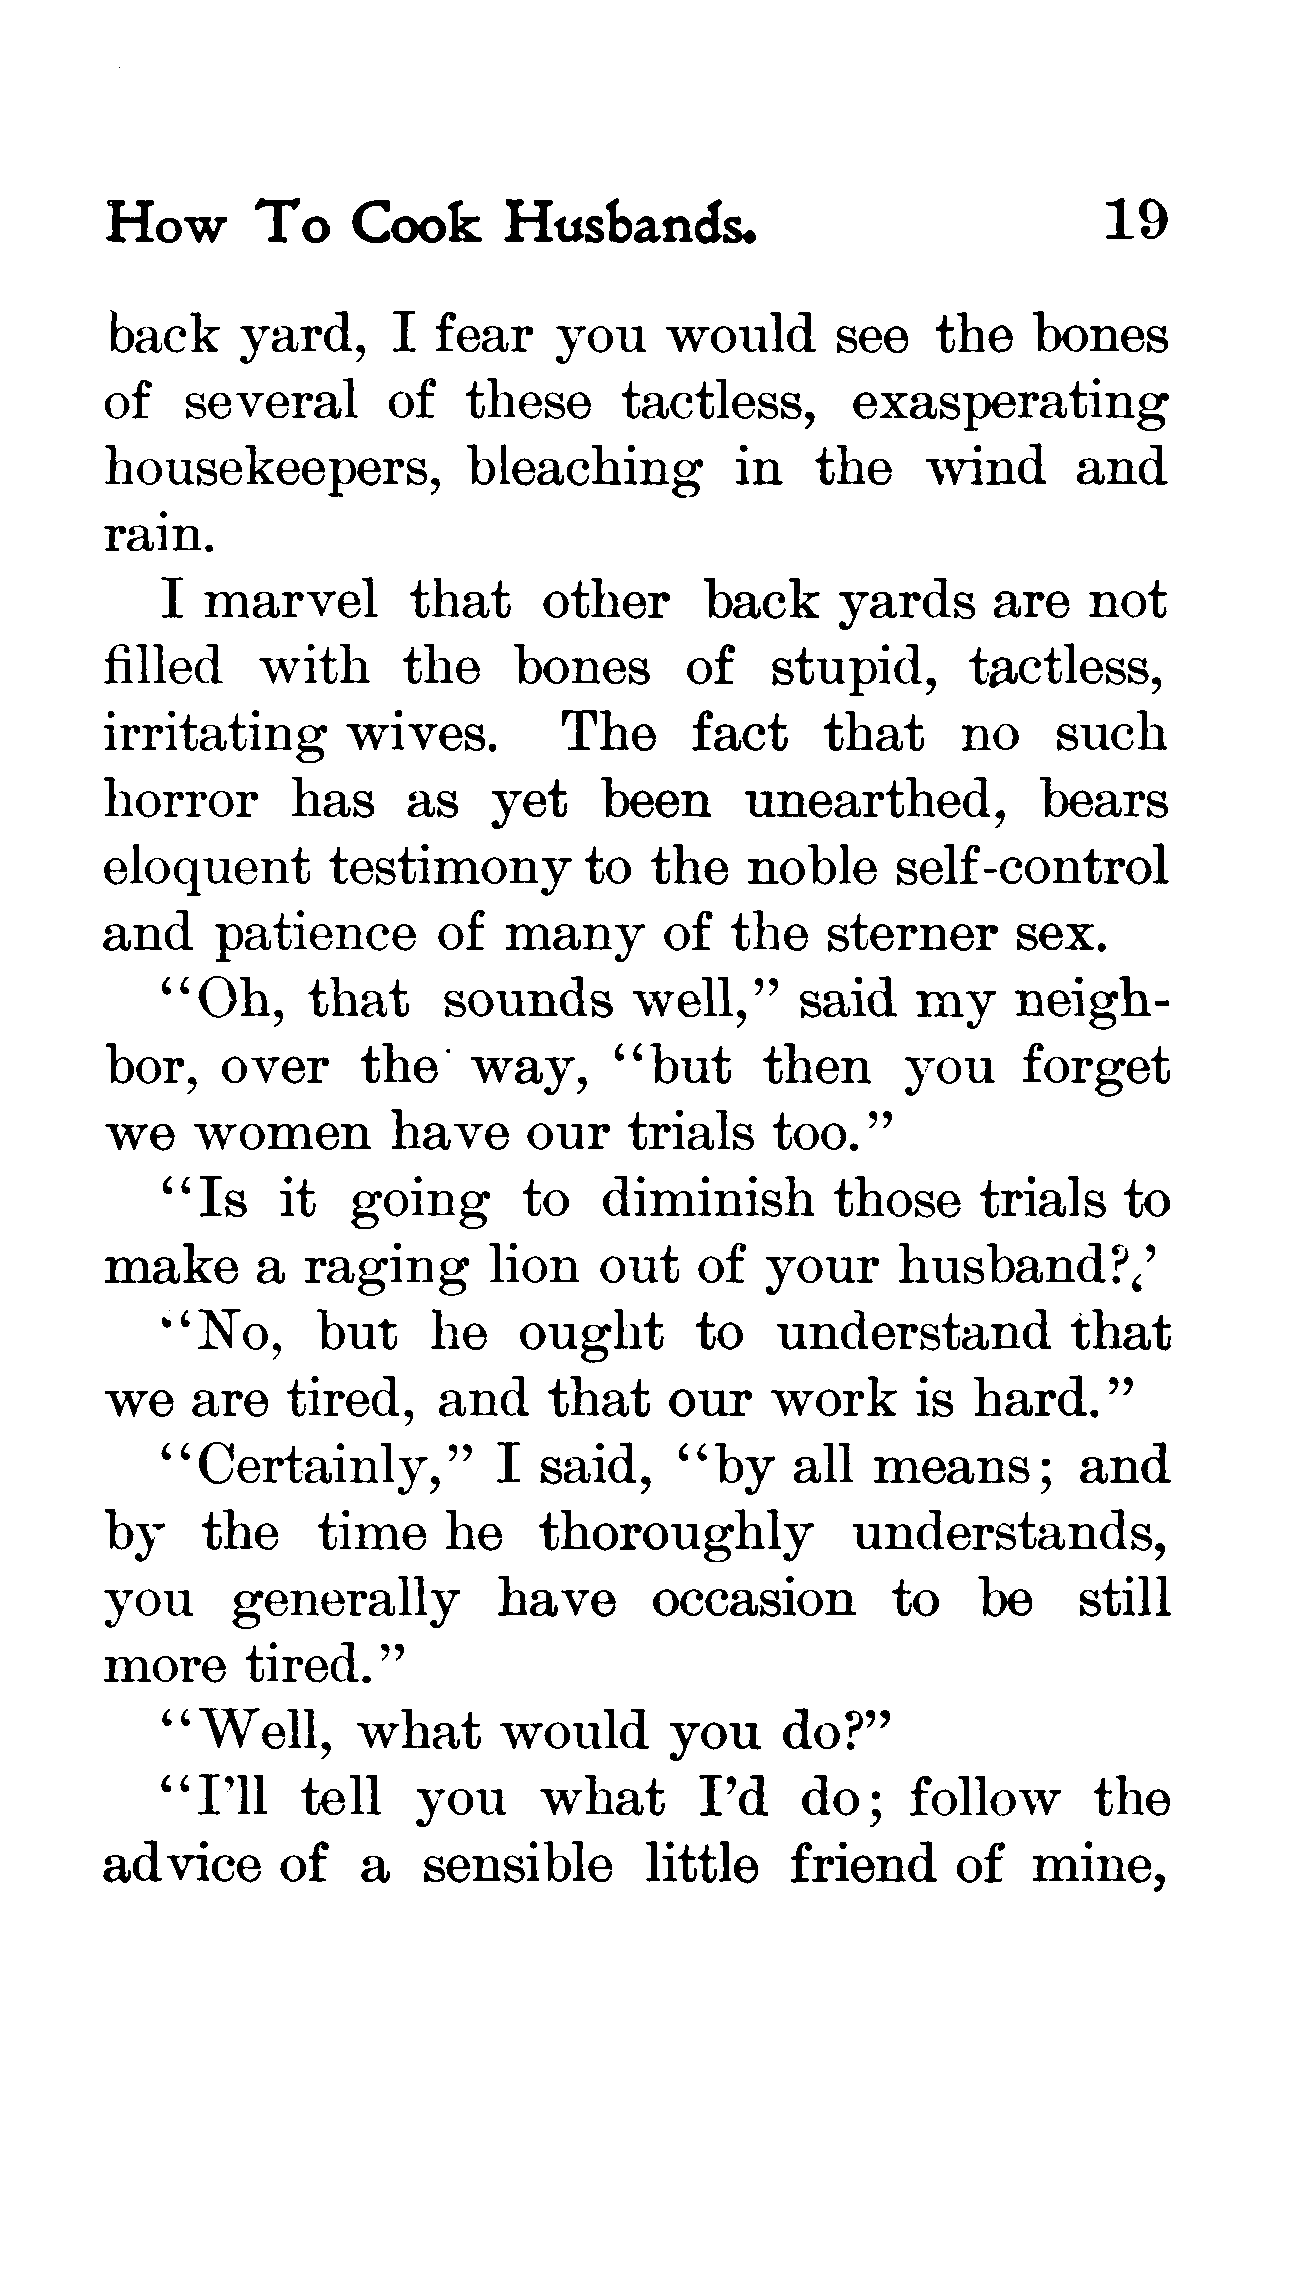 How To Cook Husbands. 19
back yard, I fear you would see the bones
of several of these tactless, exasperating
housekeepers, bleaching in the wind and
rain.
I marvel that other back yards are not
filled with the bones of stupid, tactless,
irritating wives. The fact that no such
horror has as yet been unearthed, bears
eloquent testimony to the noble self-control
and patience of many of the sterner sex.
"Oh, that sounds well," said my neigh-
bor, over the way, "but then you forget
we women have our trials too."
"Is it going to diminish those trials to
make a raging lion out of your husband?"
"No, but he ought to understand that
we are tired, and that our work is hard."
"Certainly," I said, "by all means; and
by the time he thoroughly understands,
you generally have occasion to be still
more tired."
"Well, what would you do?"
"I'll tell you what I'd do; follow the
advice of a sensible little friend of mine,